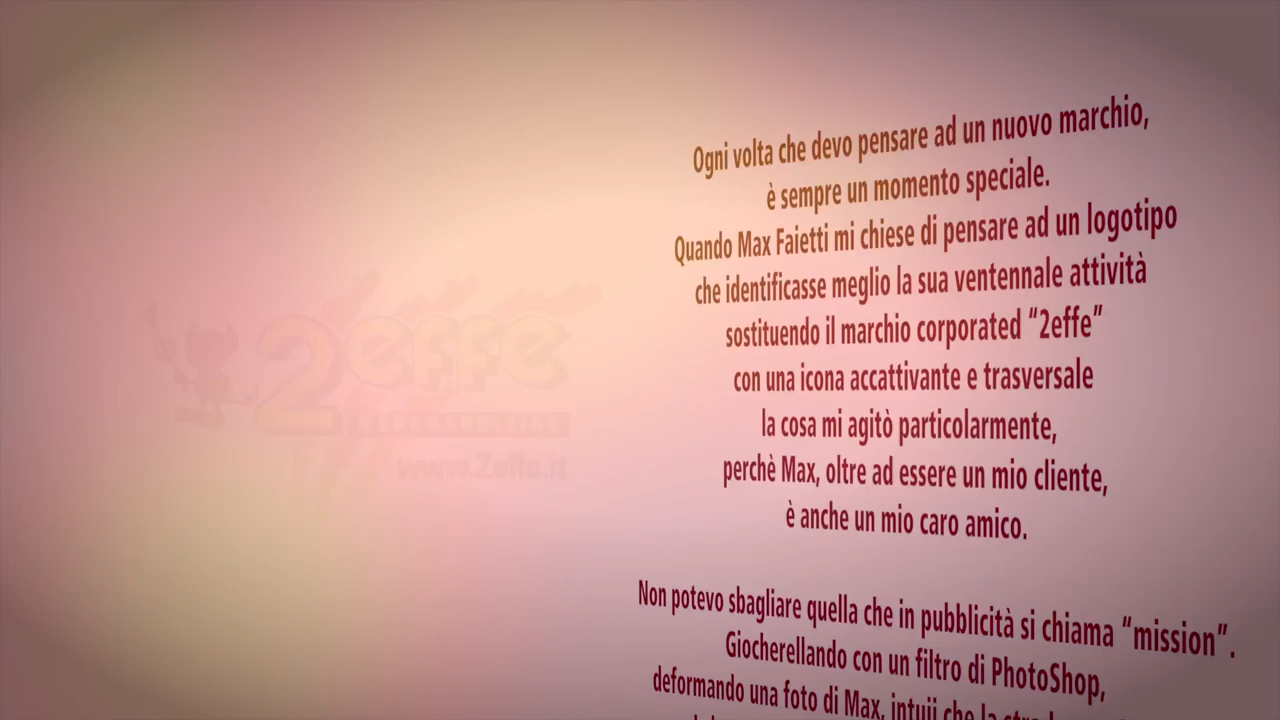 Ogni volta che devo pensare ad un nuovo marchio,
è sempre un momento speciale.
Quando Max Faietti mi chiese di pensare ad un logotipo
che identificasse meglio la sua ventennale attività
sostituendo il marchio corporated “2effe”
con una icona accattivante e trasversale
la cosa mi agitò particolarmente,
perchè Max, oltre ad essere un mio cliente,
è anche un mio caro amico.
Non potevo sbagliare quella che in pubblicità si chiama “mission”.
Giocherellando con un filtro di PhotoShop,
deformando una foto di Max, intuii che la
2effe
MERCHANDISING
www.2effe.it